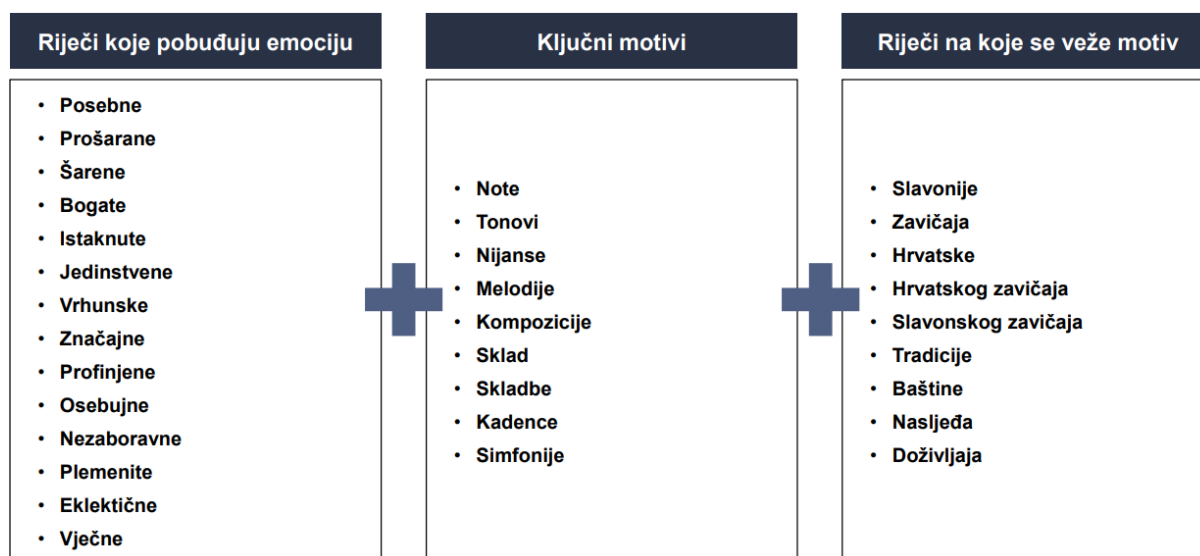 Riječi koje pobuđuju emociju
• Posebne
• Prošarane
• Šarene
• Bogate
• Istaknute
• Jedinstvene
• Vrhunske
• Značajne
• Profinjene
• Osebujne
• Nezaboravne
• Plemenite
• Eklektične
• Vječne
Ključni motivi
• Note
• Tonovi
• Nijanse
• Melodije
• Kompozicije
• Sklad
• Skladbe
• Kadence
• Simfonije
Riječi na koje se veže motiv
• Slavonije
• Zavičaja
• Hrvatske
• Hrvatskog zavičaja
• Slavonskog zavičaja
• Tradicije
• Baštine
• Nasljeđa
• Doživljaja